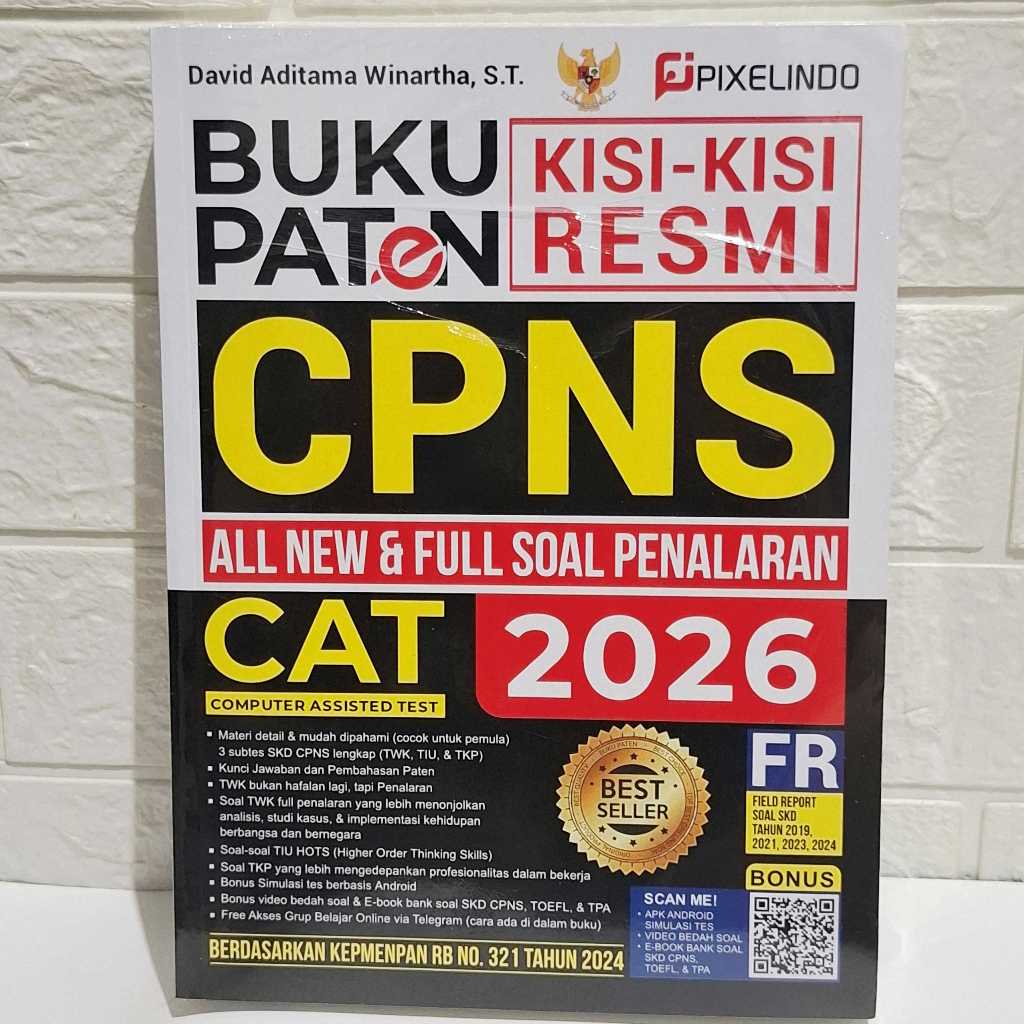 David Aditama Winartha, S.T.
PIXELINDO
BUKU
PATeN
KISI-KISI
RESMI
CPNS
ALL NEW & FULL SOAL PENALARAN
CAT
COMPUTER ASSISTED TEST
2026
Materi detail & mudah dipahami (cocok untuk pemula)
3 subtes SKD CPNS lengkap (TWK, TIU, & TKP)
Kunci Jawaban dan Pembahasan Paten
TWK bukan hafalan lagi, tapi Penalaran
Soal TWK full penalaran yang lebih menonjolkan
analisis, studi kasus, & implementasi kehidupan
berbangsa dan bernegara
Soal-soal TIU HOTS (Higher Order Thinking Skills)
Soal TKP yang lebih mengedepankan profesionalitas dalam bekerja
Bonus Simulasi tes berbasis Android
Bonus video bedah soal & E-book bank soal SKD CPNS, TOEFL, & TPA
Free Akses Grup Belajar Online via Telegram (cara ada di dalam buku)
BERDASARKAN KEPMENPAN RB NO. 321 TAHUN 2024
BUKU PATEN
BEST
SELLER
FR
FIELD REPORT
SOAL SKD
TAHUN 2019,
2021, 2023, 2024
BONUS
SCAN ME!
APK ANDROID
SIMULASI TES
VIDEO BEDAH SOAL
E-BOOK BANK SOAL
SKD CPNS,
TOEFL, & TPA